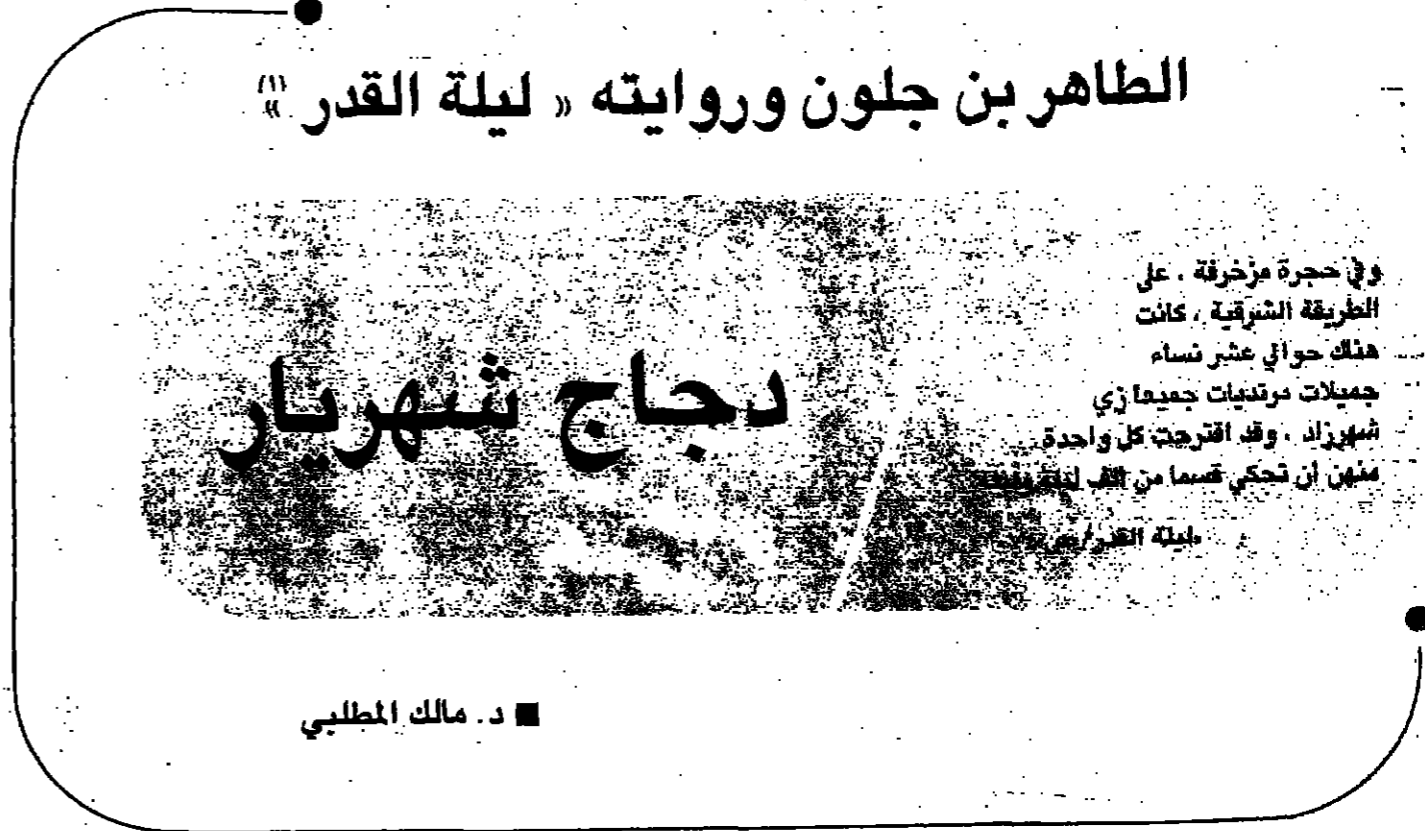 الطاهر بن جلون وروايته « ليلة القدر » (١)
وفي حجرة مزخرفة ، على
الطريقة الشرقية ، كانت
هناك حوالي عشر نساء
جميلات مرتديات جميعا زي
شهرزاد ، وقد اقترحت كل واحدة
منهن أن تحكي قسما من ألف ليلة
ليلة القدر/
دجاج شهريار
■ د. مالك المطلبي